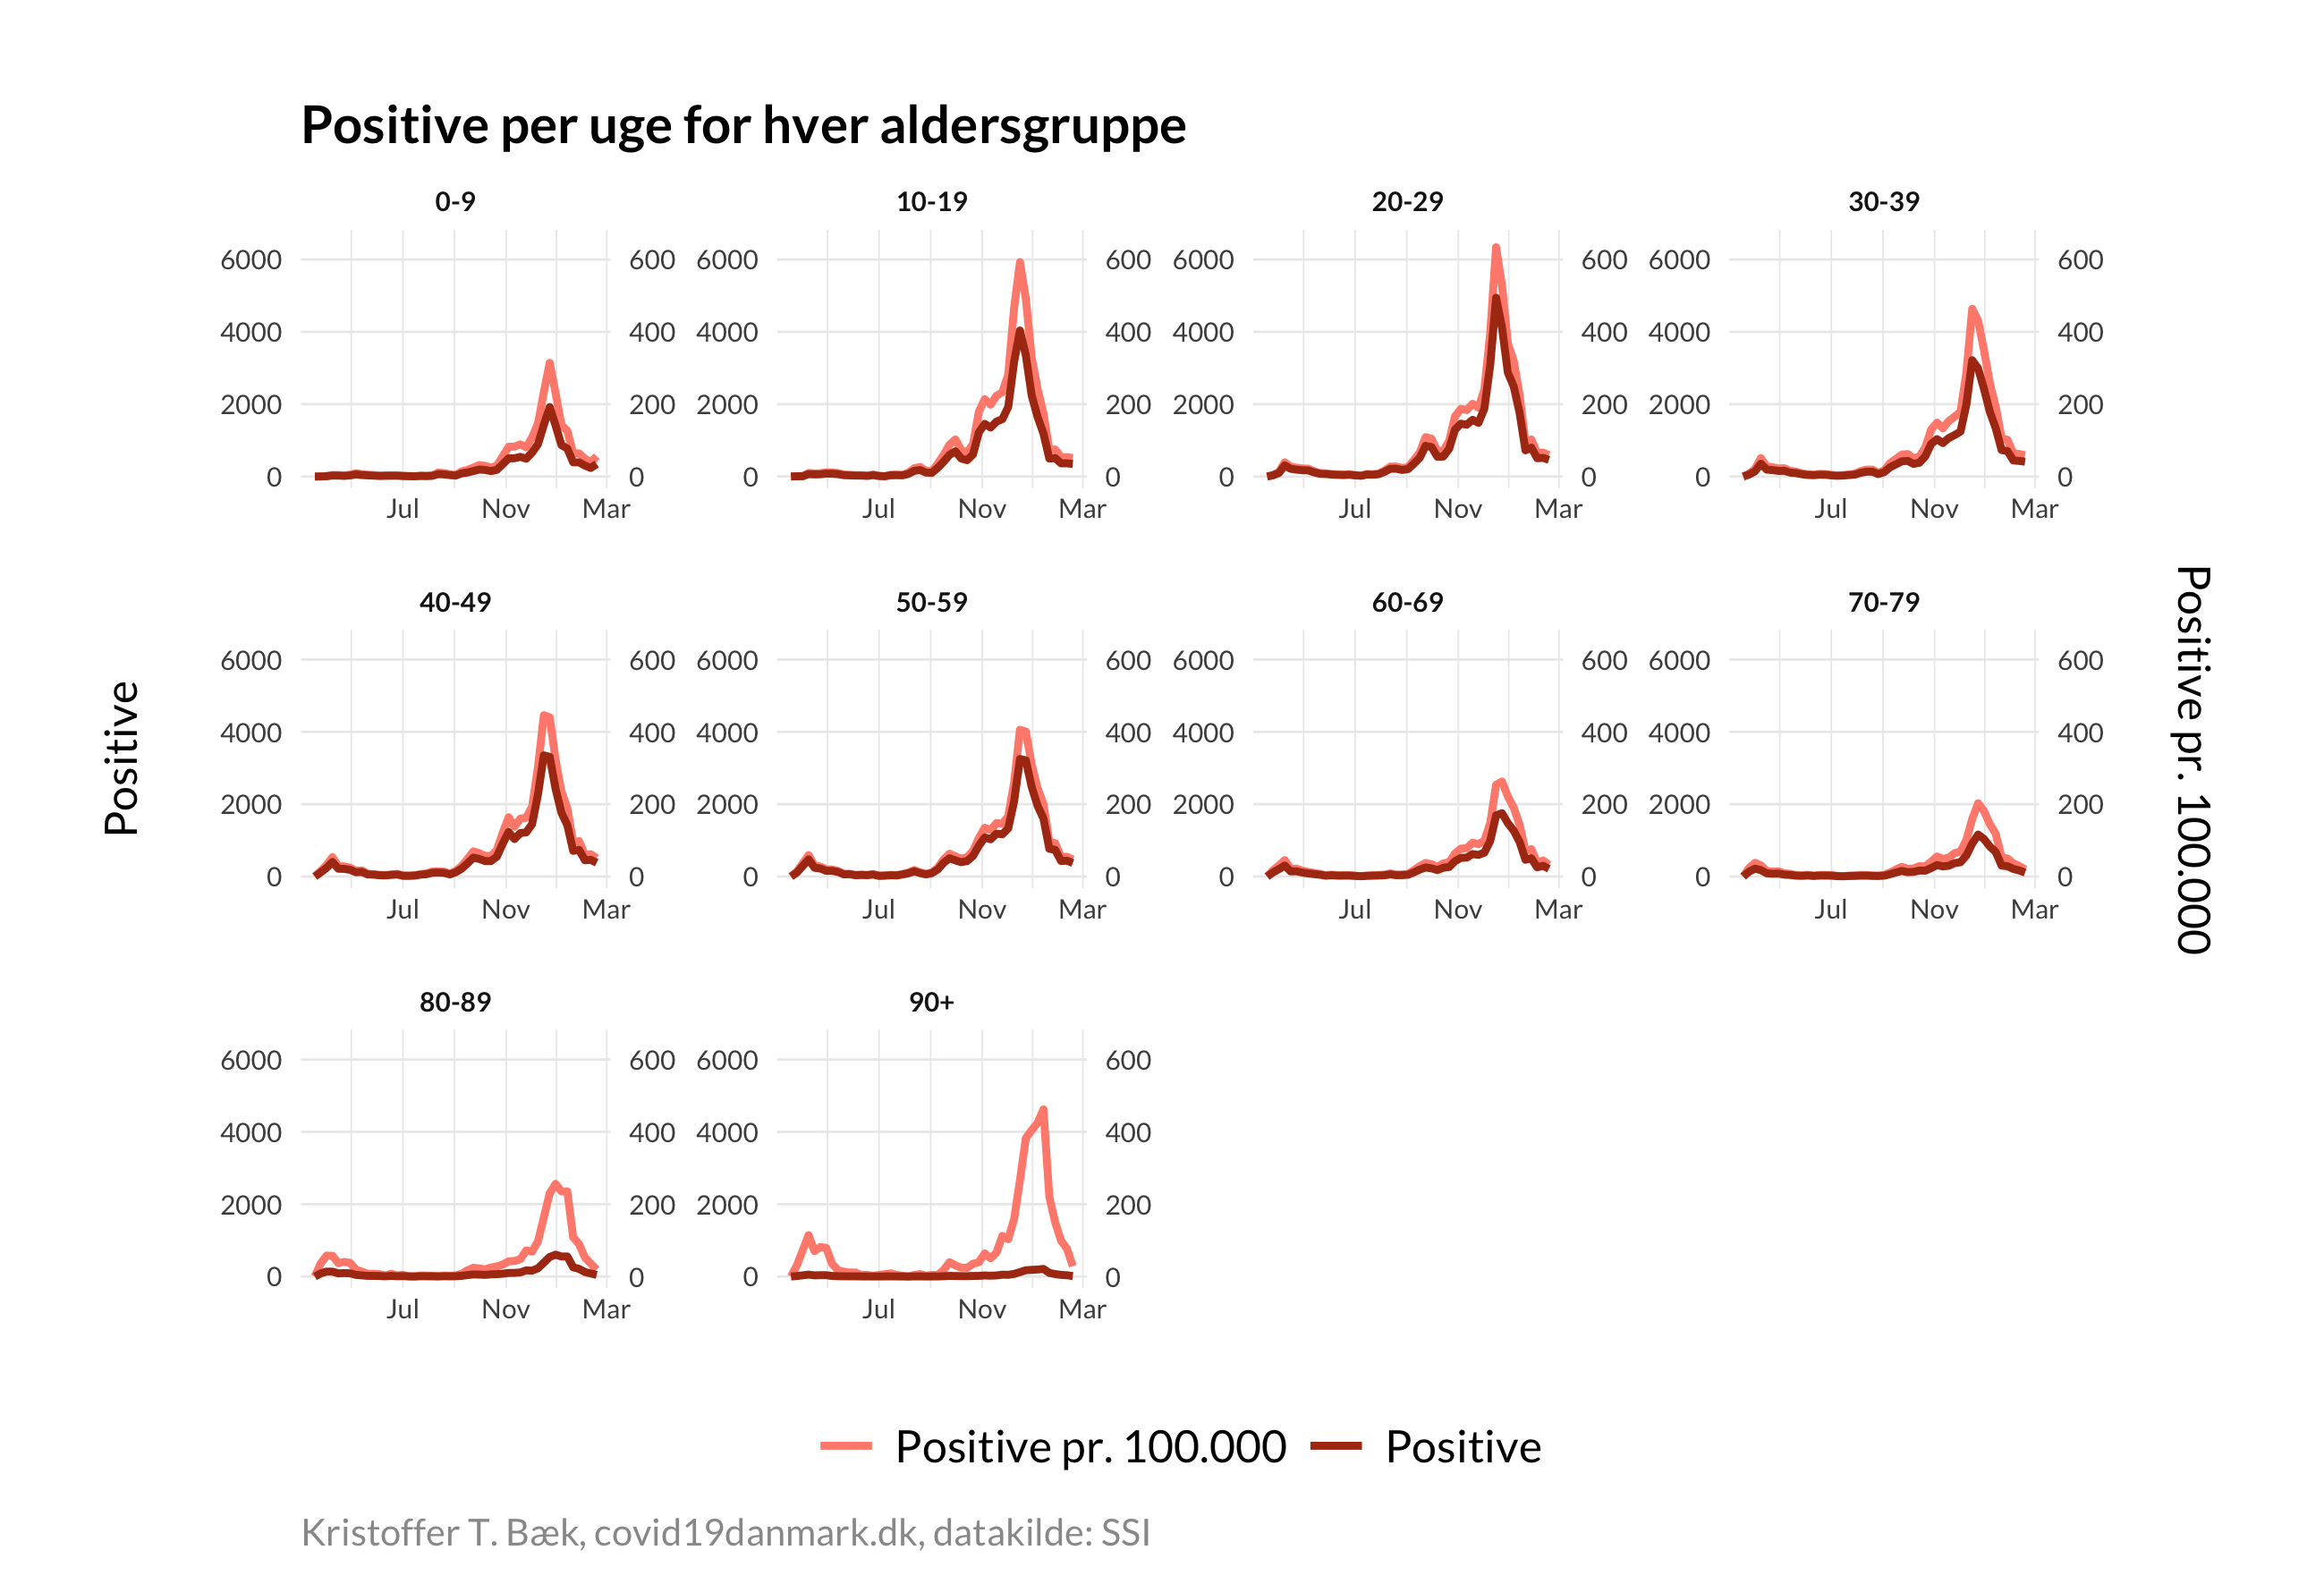 Positive per uge for hver aldersgruppe
0-9 10-19 20-29 30-39
6000 600 6000 600 6000 600 6000 600
4000 400 4000 400 4000 400 4000 400
2000 200 2000 200 2000 200 2000 200
0 0 0 0 0 0 0 0
Jul Nov Mar Jul Nov Mar Jul Nov Mar Jul Nov Mar
40-49 50-59 60-69 70-79
6000 600 6000 600 6000 600 6000 600
4000 400 4000 400 4000 400 4000 400
2000 200 2000 200 2000 200 2000 200
0 0 0 0 0 0 0 0
Jul Nov Mar Jul Nov Mar Jul Nov Mar Jul Nov Mar
Positive
Positive pr. 100.000
80-89 90+
6000 600 6000 600
4000 400 4000 400
2000 200 2000 200
0 0 0 0
Jul Nov Mar Jul Nov Mar
Positive pr. 100.000 Positive
Kristoffer T. Bæk, covid19danmark.dk, datakilde: SSI